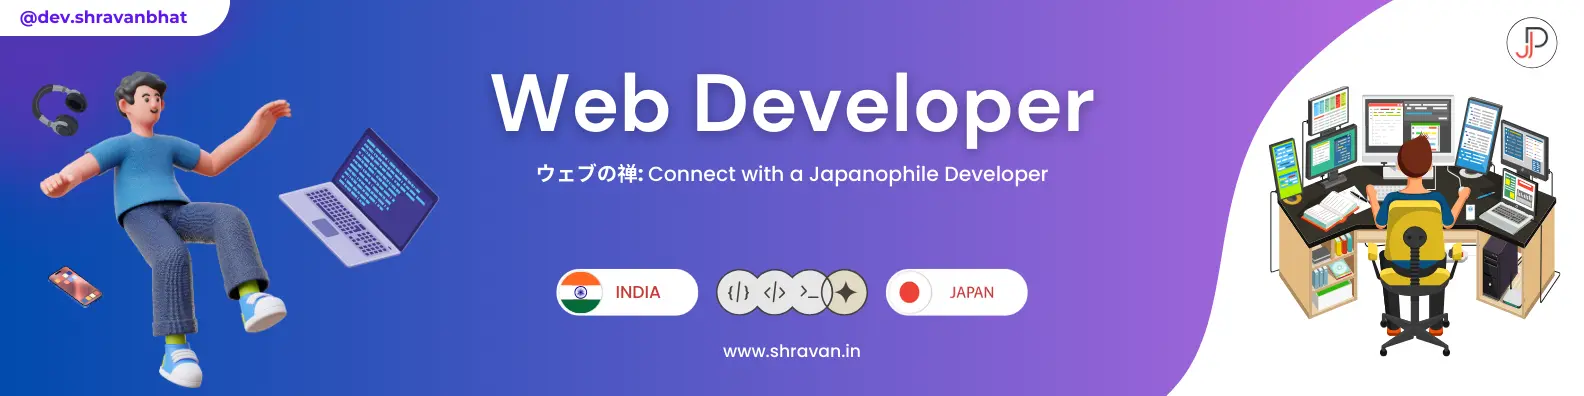 @dev.shravanbhat
Web Developer
ウェブの禅: Connect with a Japanophile Developer
INDIA
{/}
</>
>_
JAPAN
www.shravan.in